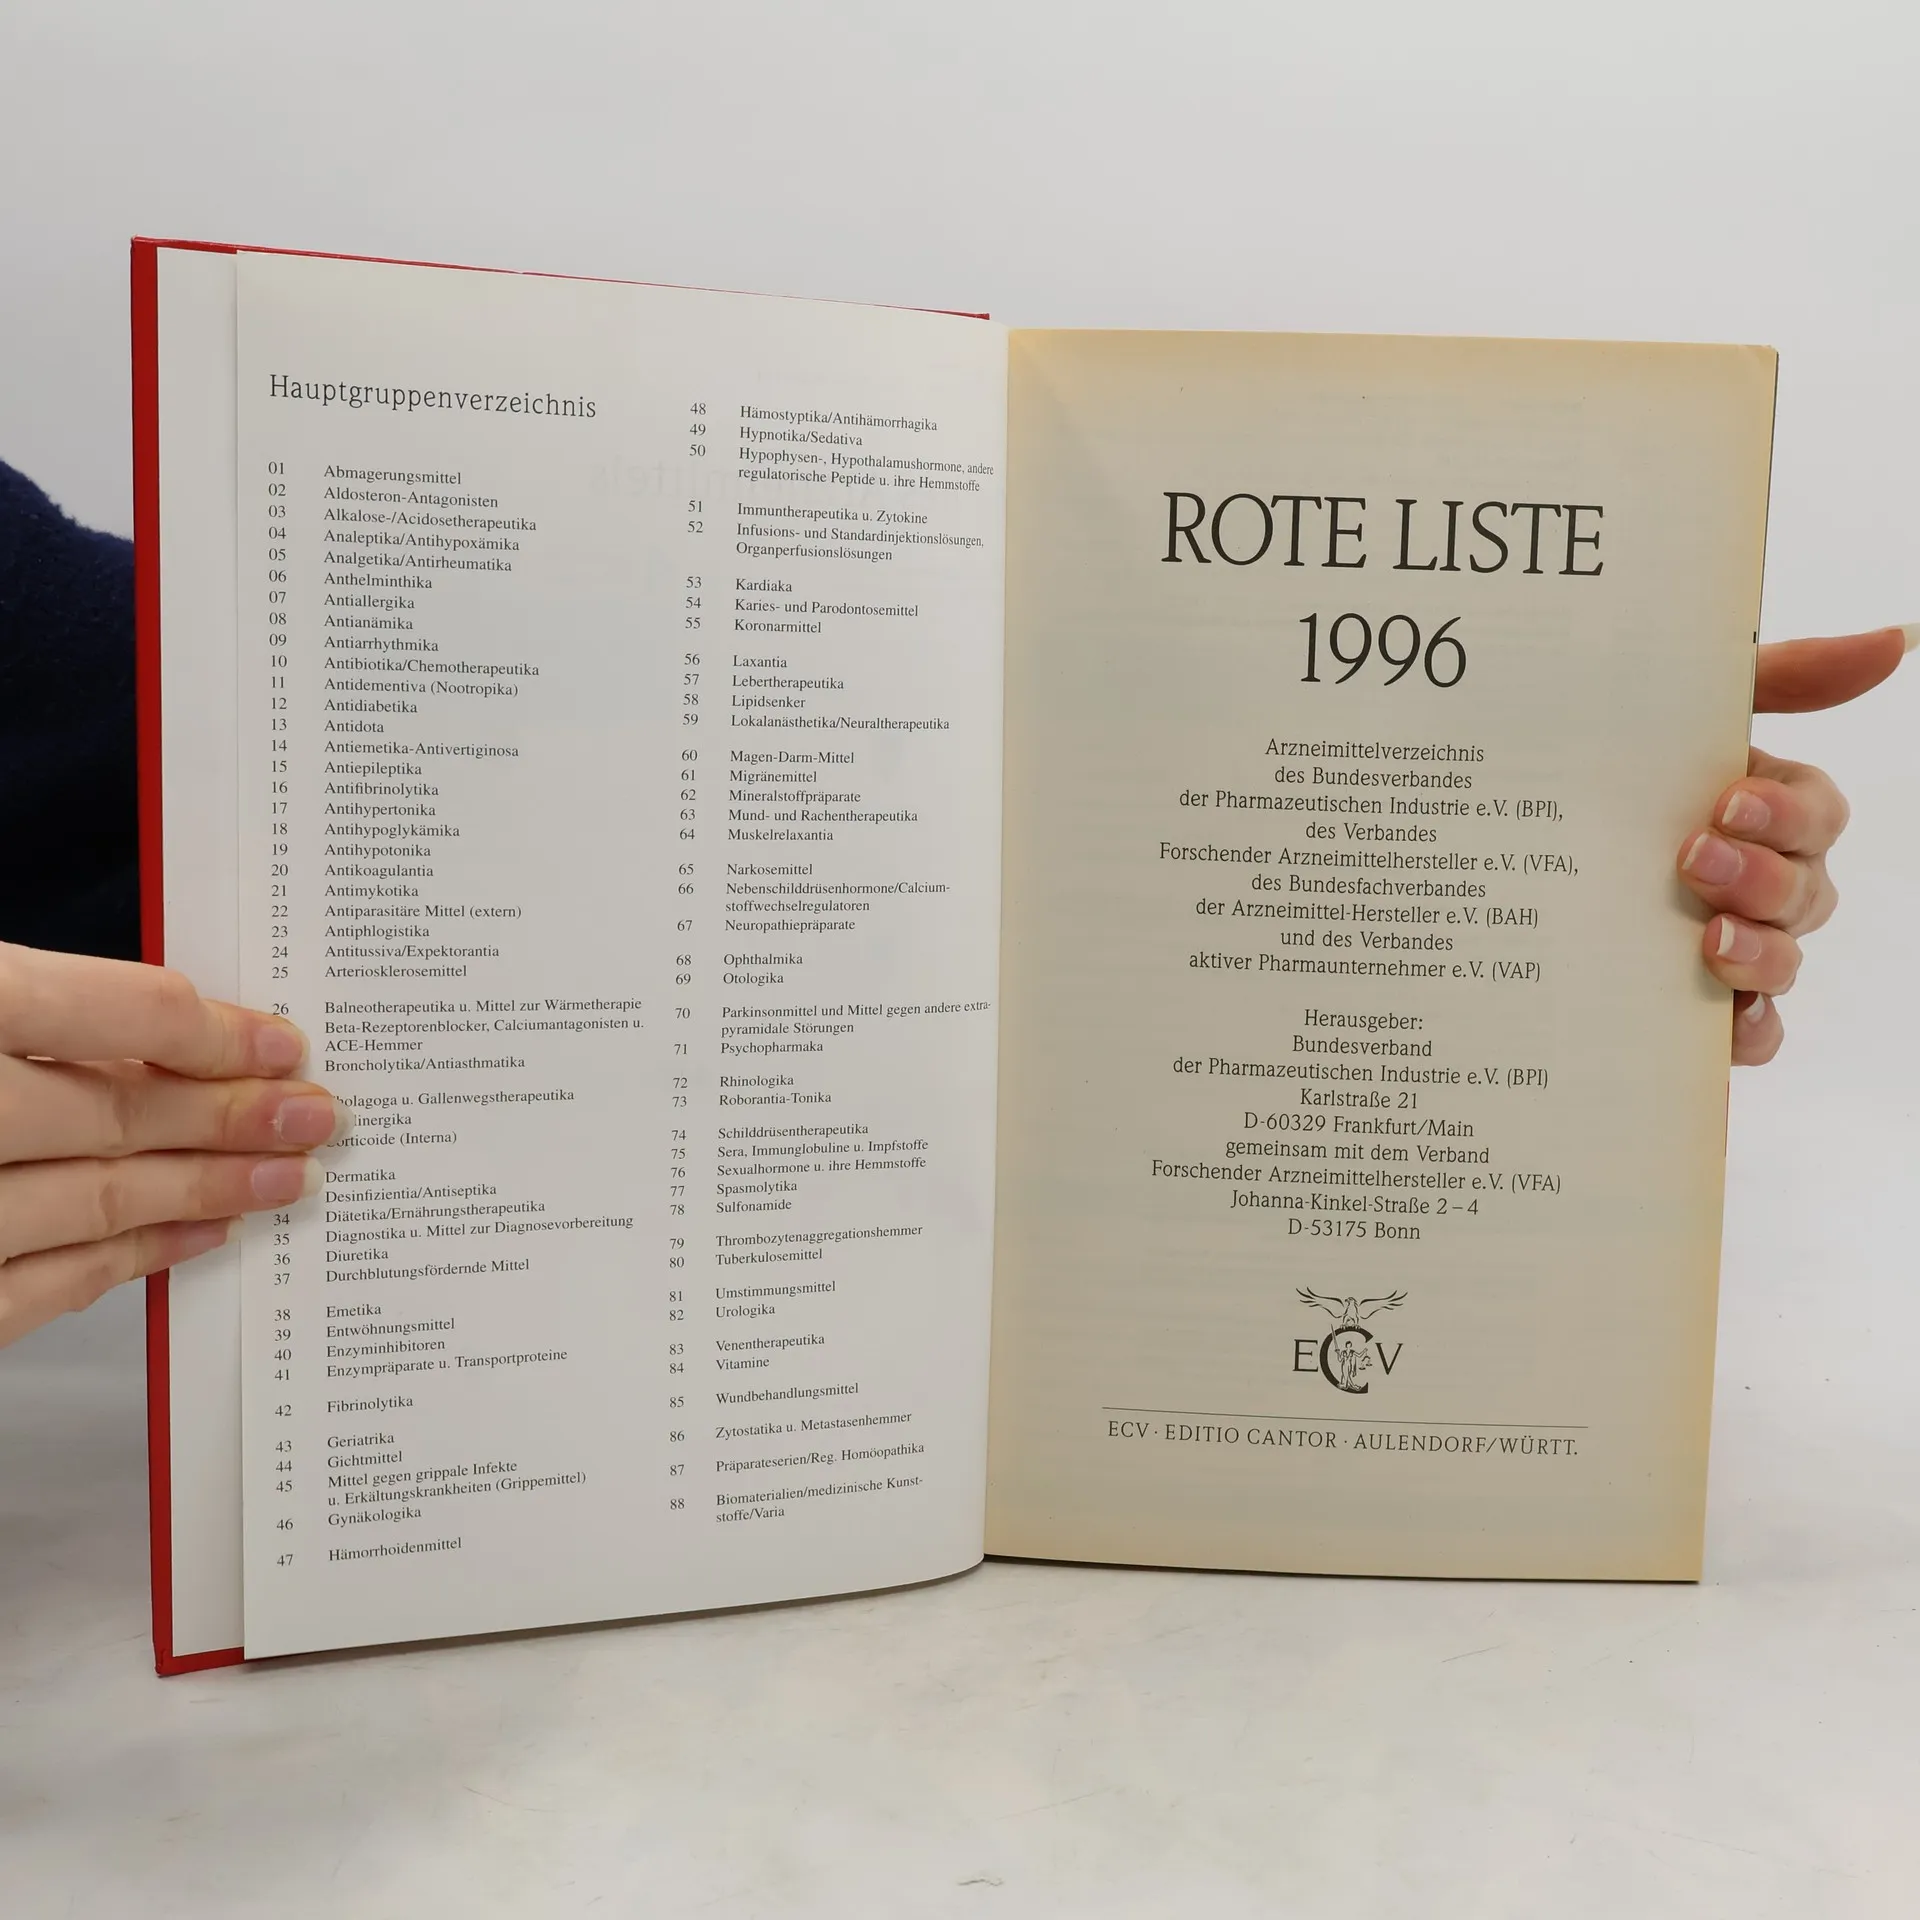 Hauptgruppenverzeichnis
01 Abmagerungsmittel
02 Aldosteron-Antagonisten
03 Alkalose-/Acidosetherapeutika
04 Analeptika/Antihypoxämika
05 Analgetika/Antirheumatika
06 Anthelminthika
07 Antiallergika
08 Antianämika
09 Antiarrhythmika
10 Antibiotika/Chemotherapeutika
11 Antidementiva (Nootropika)
12 Antidiabetika
13 Antidota
14 Antiemetika-Antivertiginosa
15 Antiepileptika
16 Antifibrinolytika
17 Antihypertonika
18 Antihypoglykämika
19 Antihypotonika
20 Antikoagulantia
21 Antimykotika
22 Antiparasitäre Mittel (extern)
23 Antiphlogistika
24 Antitussiva/Expektorantia
25 Arteriosklerosemittel
26 Balneotherapeutika u. Mittel zur Wärmetherapie
Beta-Rezeptorenblocker, Calciumantagonisten u.
ACE-Hemmer
Broncholytika/Antiasthmatika
u. Gallenwegstherapeutika
(Interna)
Dermatika
Desinfizientia/Antiseptika
34 Diätetika/Ernährungstherapeutika
35 Diagnostika u. Mittel zur Diagnosevorbereitung
36 Diuretika
37 Durchblutungsfördernde Mittel
38 Emetika
39 Entwöhnungsmittel
40 Enzyminhibitoren
41 Enzympräparate u. Transportproteine
42 Fibrinolytika
43 Geriatrika
44 Gichtmittel
45 Mittel gegen grippale Infekte
u. Erkältungskrankheiten (Grippemittel)
46 Gynäkologika
47 Hämorrhoidenmittel
48 Hämostyptika/Antihämorrhagika
49 Hypnotika/Sedativa
50 Hypophysen-, Hypothalamushormone, andere
regulatorische Peptide u. ihre Hemmstoffe
51 Immuntherapeutika u. Zytokine
52 Infusions- und Standardinjektionslösungen,
Organperfusionslösungen
53 Kardiaka
54 Karies- und Parodontosemittel
55 Koronarmittel
56 Laxantia
57 Lebertherapeutika
58 Lipidsenker
59 Lokalanästhetika/Neuraltherapeutika
60 Magen-Darm-Mittel
61 Migränemittel
62 Mineralstoffpräparate
63 Mund- und Rachentherapeutika
64 Muskelrelaxantia
65 Narkosemittel
66 Nebenschilddrüsenhormone/Calcium-
stoffwechselregulatoren
67 Neuropathiepräparate
68 Ophthalmika
69 Otologika
70 Parkinsonmittel und Mittel gegen andere extra-
pyramidale Störungen
71 Psychopharmaka
72 Rhinologika
73 Roborantia-Tonika
74 Schilddrüsentherapeutika
75 Sera, Immunglobuline u. Impfstoffe
76 Sexualhormone u. ihre Hemmstoffe
77 Spasmolytika
78 Sulfonamide
79 Thrombozytenaggregationshemmer
80 Tuberkulosemittel
81 Umstimmungsmittel
82 Urologika
83 Venentherapeutika
84 Vitamine
85 Wundbehandlungsmittel
86 Zytostatika u. Metastasenhemmer
87 Präparateserien/Reg. Homöopathika
88 Biomaterialien/medizinische Kunst-
stoffe/Varia
ROTE LISTE
1996
Arzneimittelverzeichnis
des Bundesverbandes
der Pharmazeutischen Industrie e.V. (BPI),
des Verbandes
Forschender Arzneimittelhersteller e.V. (VFA),
des Bundesfachverbandes
der Arzneimittel-Hersteller e.V. (BAH)
und des Verbandes
aktiver Pharmaunternehmer e.V. (VAP)
Herausgeber:
Bundesverband
der Pharmazeutischen Industrie e.V. (BPI)
Karlstraße 21
D-60329 Frankfurt/Main
gemeinsam mit dem Verband
Forschender Arzneimittelhersteller e.V. (VFA)
Johanna-Kinkel-Straße 2 – 4
D-53175 Bonn
ECV
ECV · EDITIO CANTOR · AULENDORF/WÜRTT.